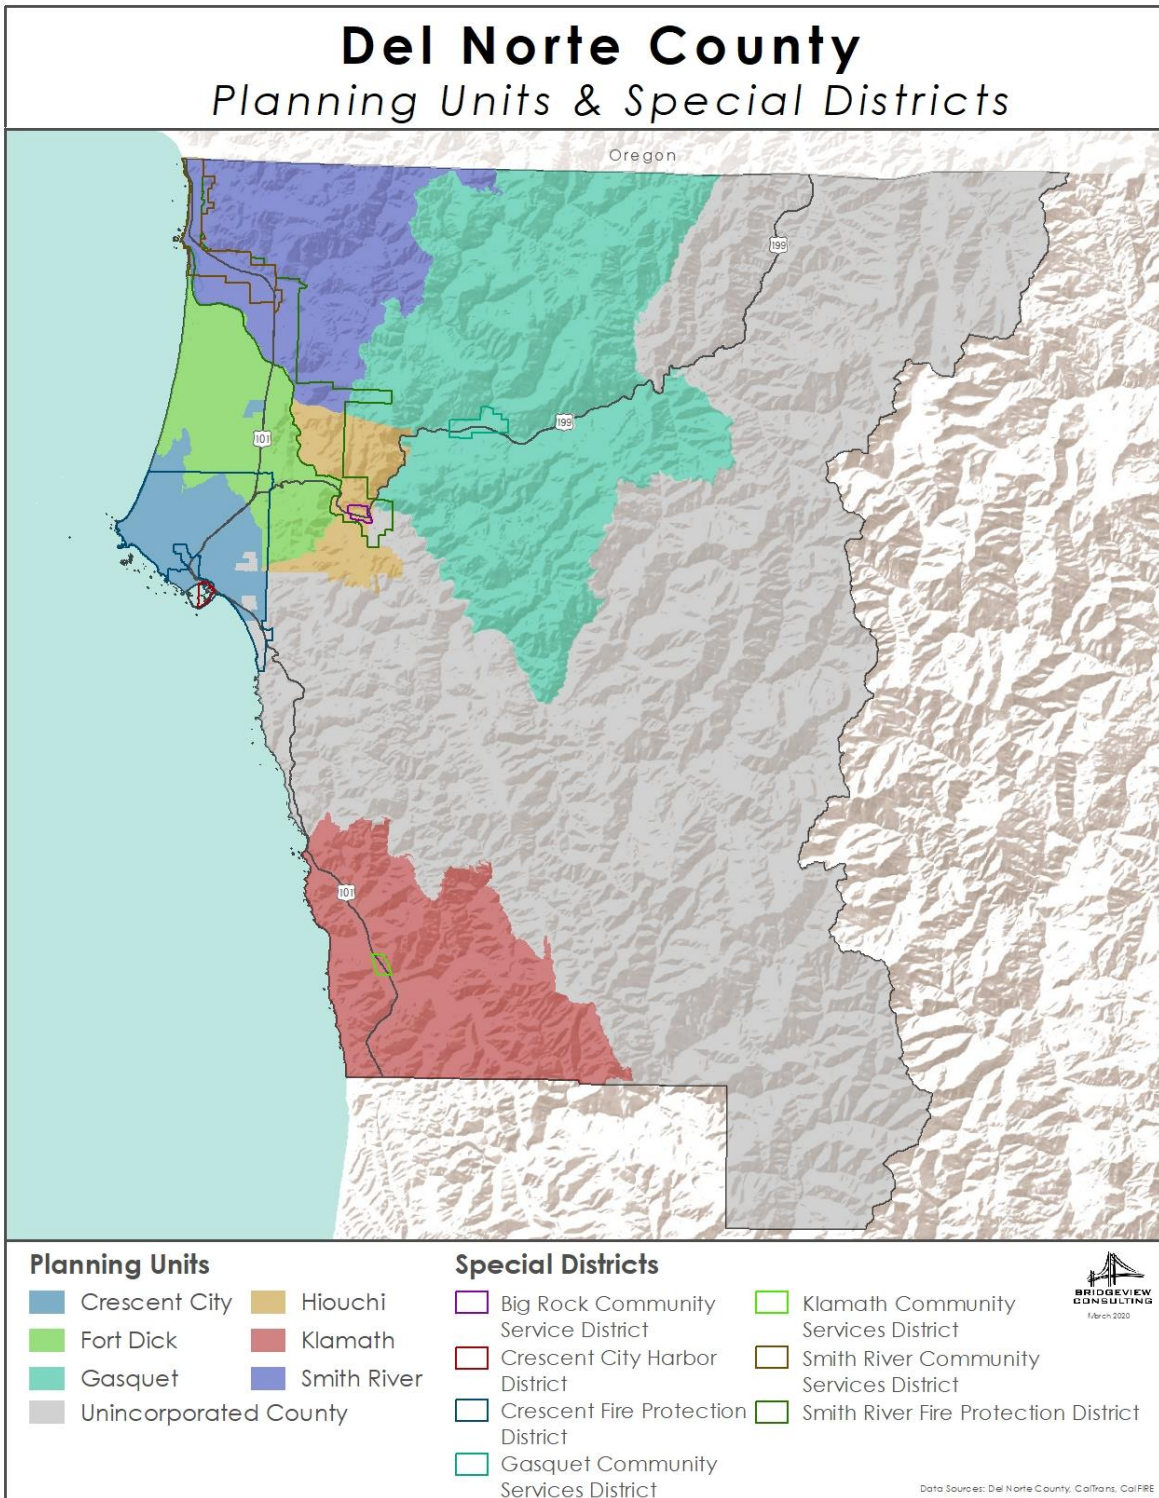 Del Norte County
Planning Units & Special Districts
Oregon
199
199
101
101
Planning Units
Crescent City
Hiouchi
Fort Dick
Klamath
Gasquet
Smith River
Unincorporated County
Special Districts
Big Rock Community
Service District
Crescent City Harbor
District
Crescent Fire Protection
District
Gasquet Community
Services District
Klamath Community
Services District
Smith River Community
Services District
Smith River Fire Protection District
BRIDGEVIEW
CONSULTING
March 2020
Data Sources: Del Norte County, CalTrans, CalFIRE